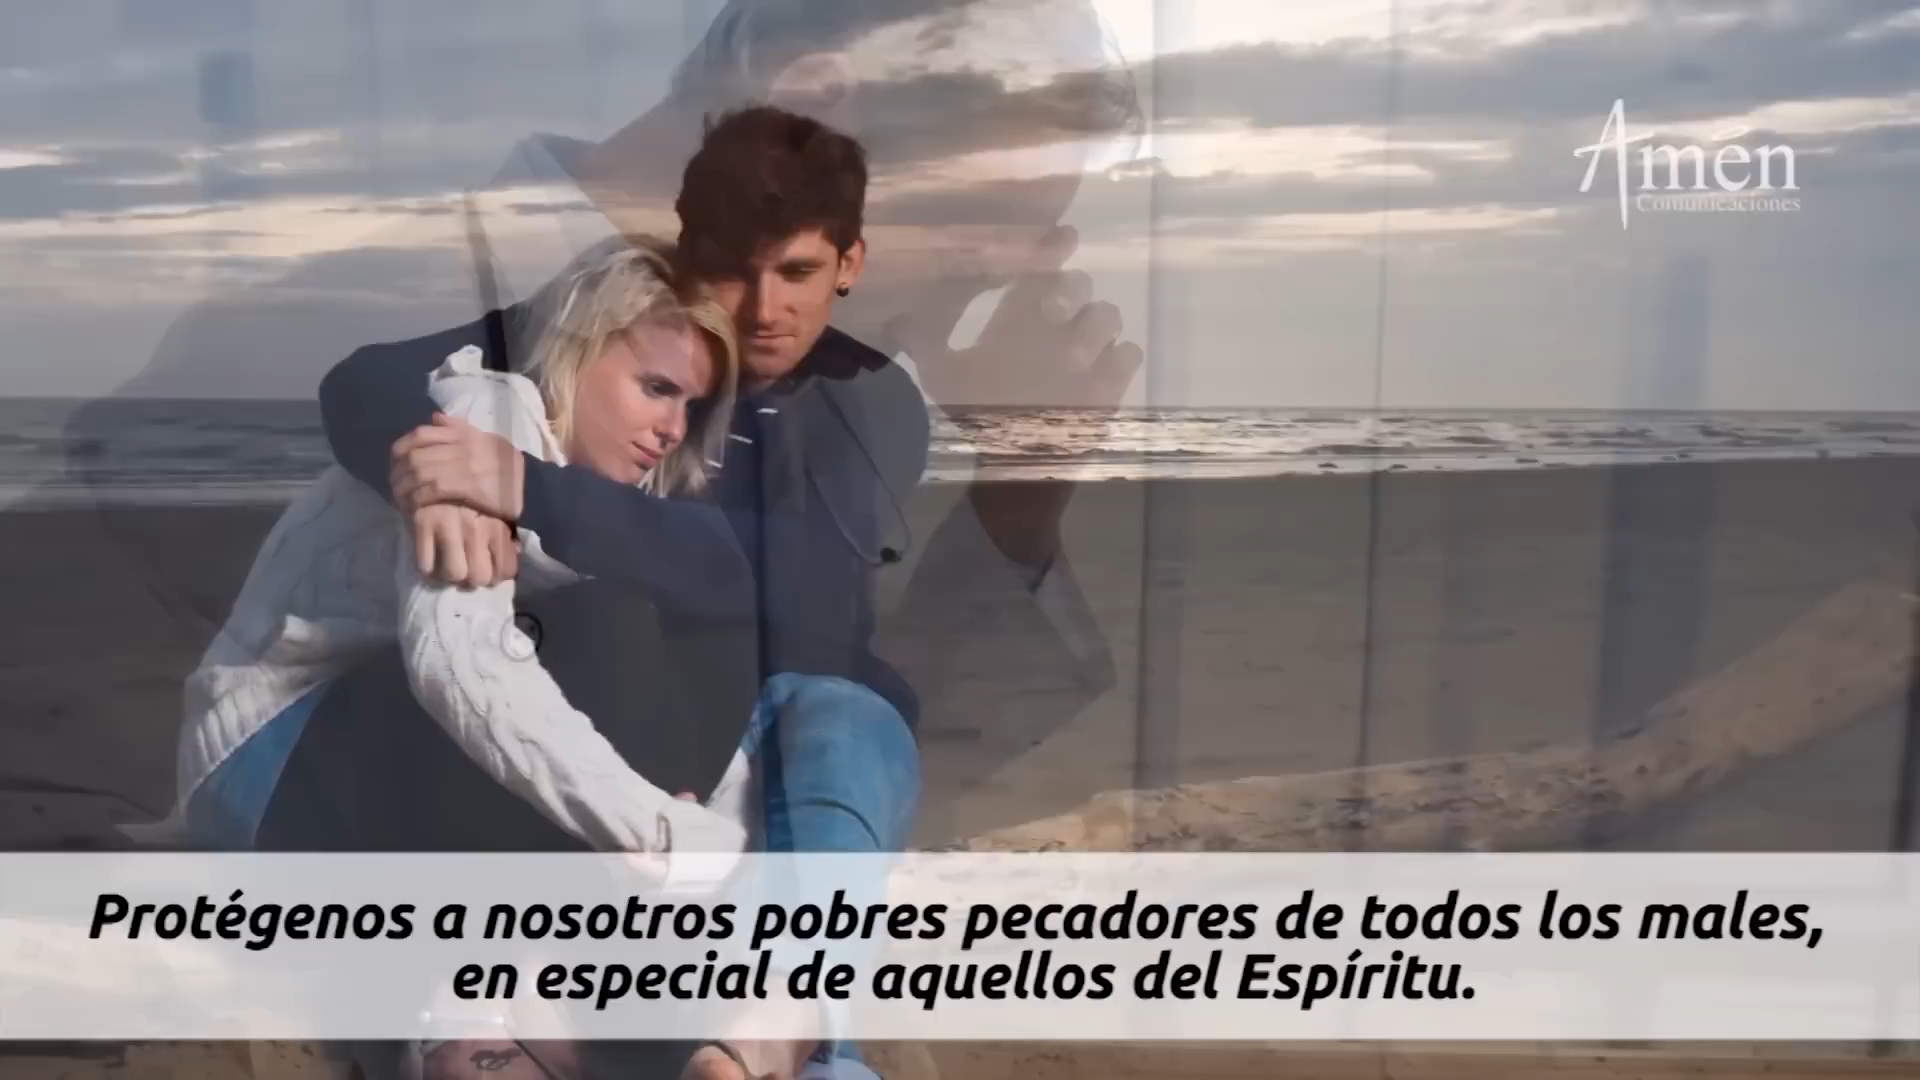 Amén
Comunicaciones
Protégenos a nosotros pobres pecadores de todos los males,
en especial de aquellos del Espíritu.